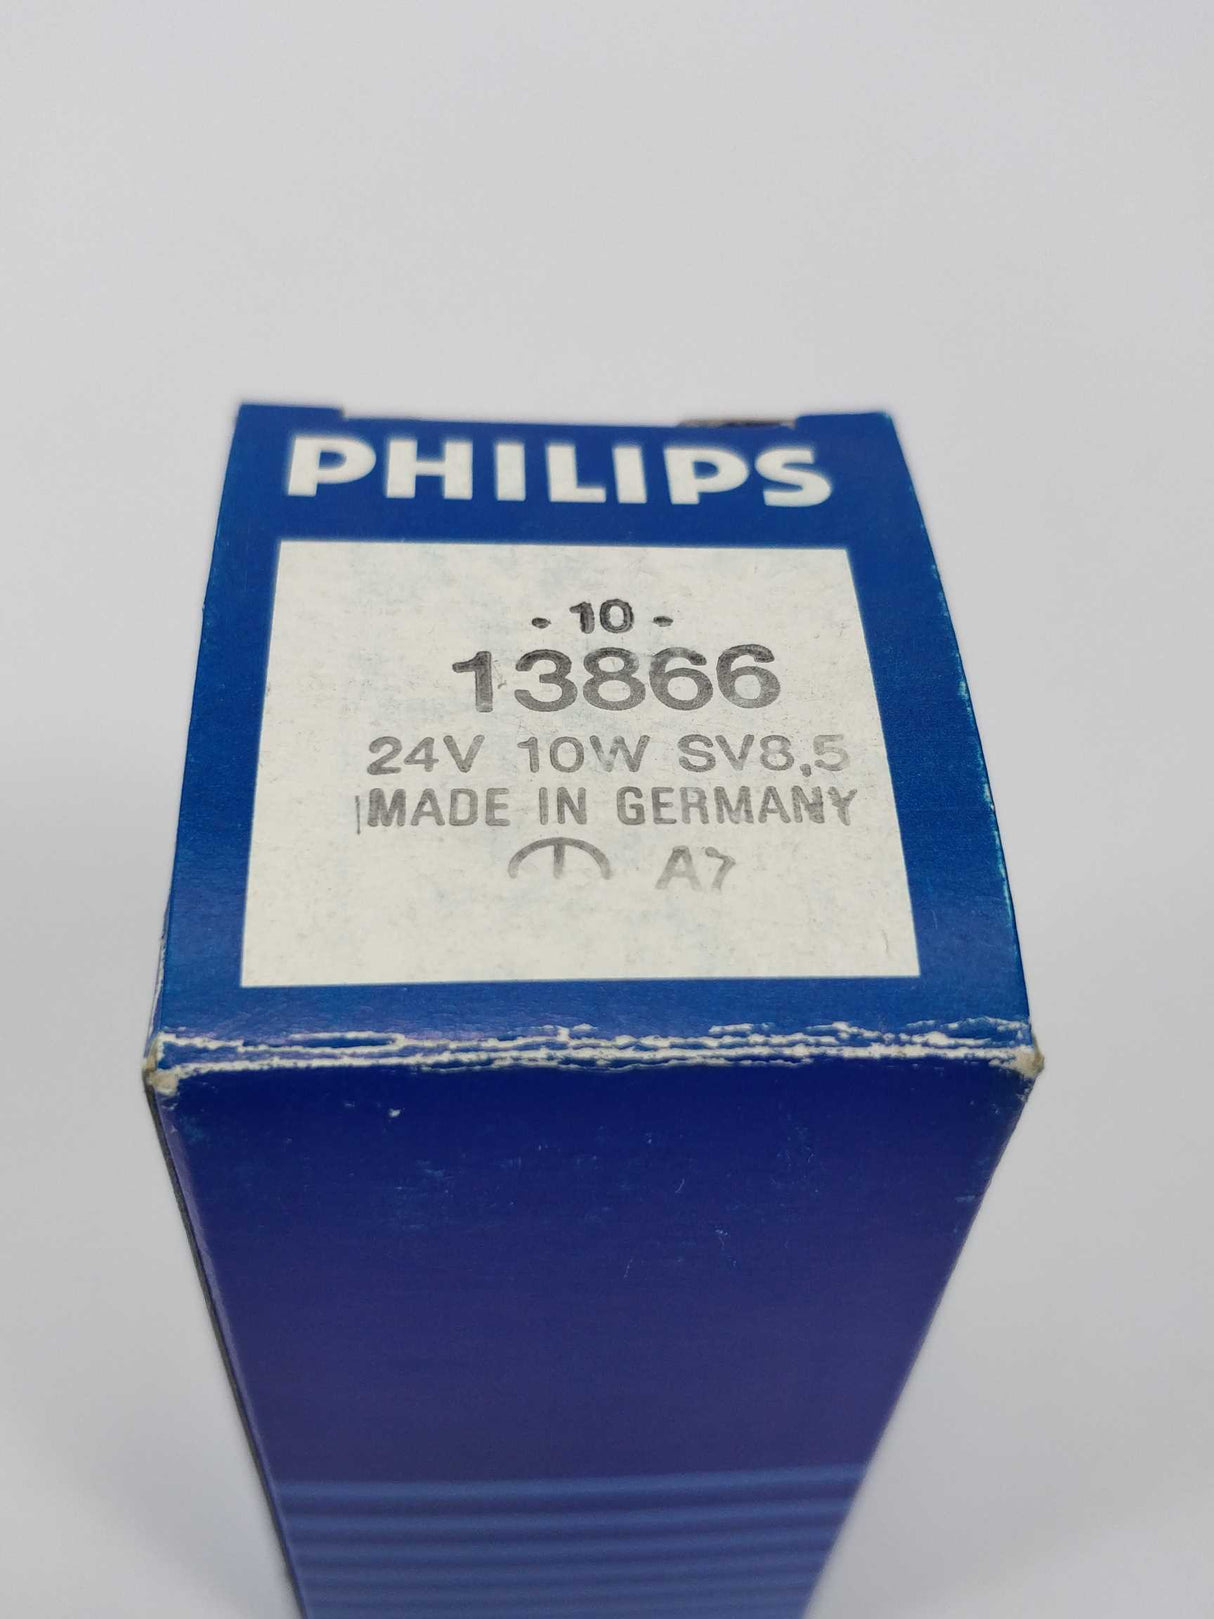 PHILIPS
- 10 -
13866
24V 10W SV8,5
MADE IN GERMANY
A7